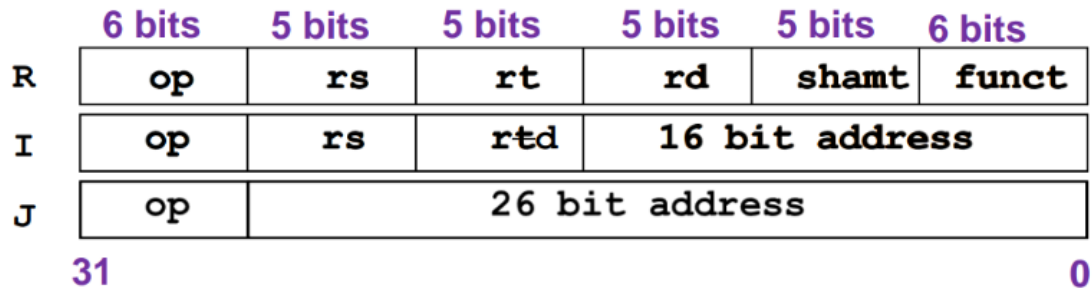 6 bits 5 bits 5 bits 5 bits 5 bits 6 bits
R op rs rt rd shamt funct
I op rs rtd 16 bit address
J op 26 bit address
31 0